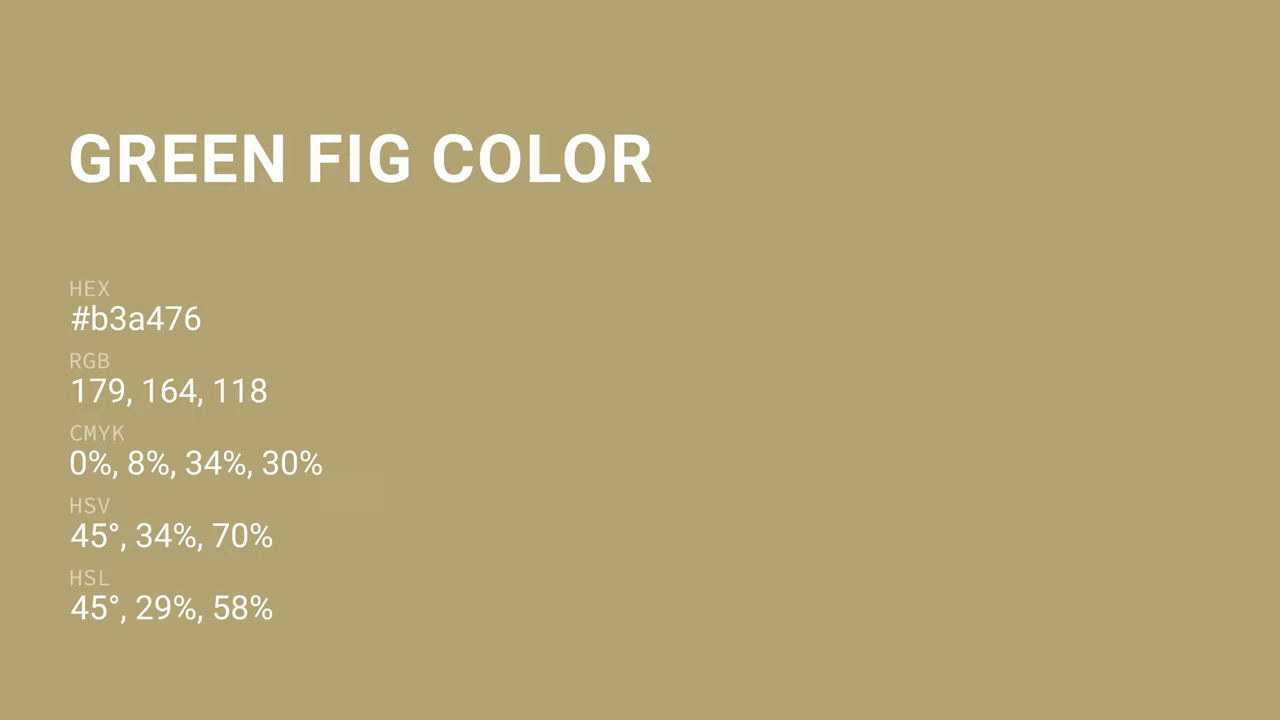 GREEN FIG COLOR
HEX
#b3a476
RGB
179, 164, 118
CMYK
0%, 8%, 34%, 30%
HSV
45°, 34%, 70%
HSL
45°, 29%, 58%